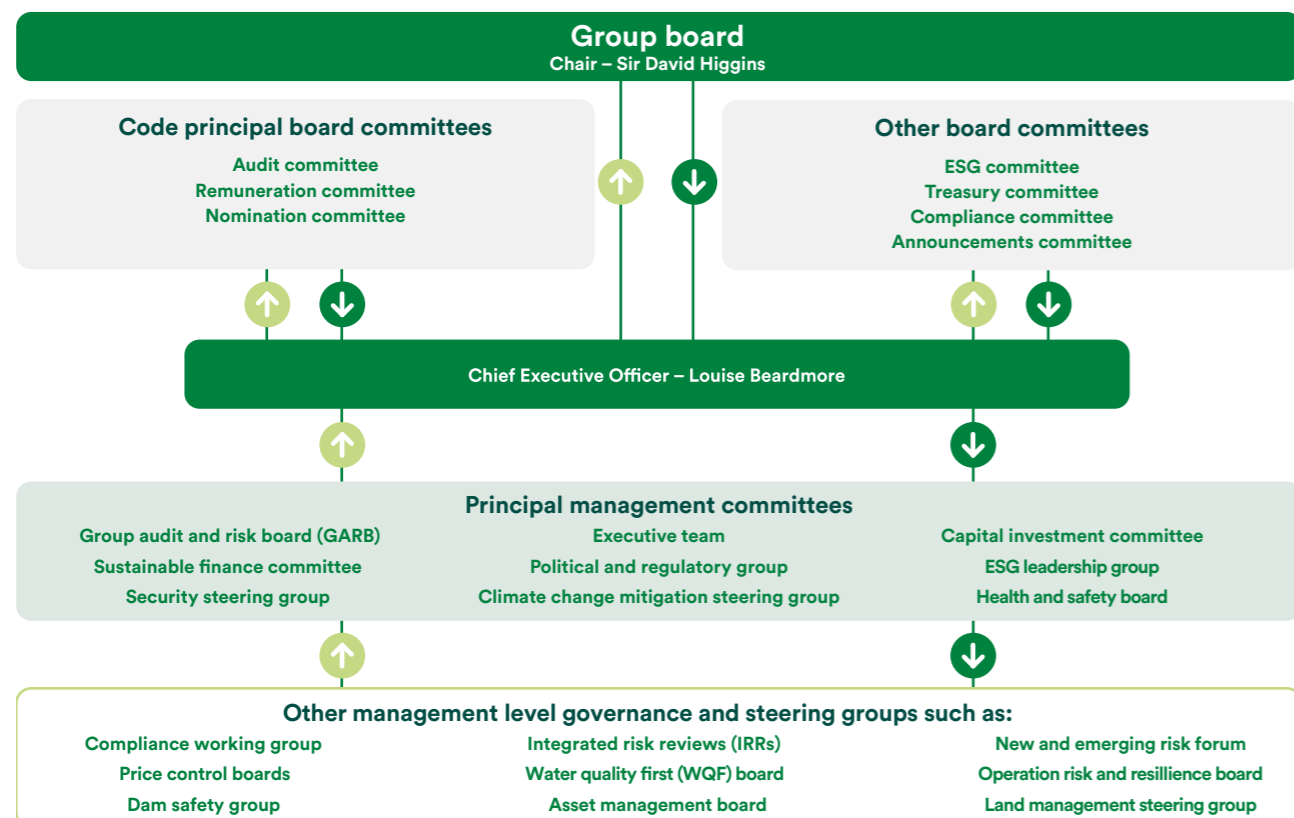 Group board
Chair – Sir David Higgins
Code principal board committees
Audit committee
Remuneration committee
Nomination committee
Other board committees
ESG committee
Treasury committee
Compliance committee
Announcements committee
Chief Executive Officer – Louise Beardmore
Principal management committees
Group audit and risk board (GARB)
Sustainable finance committee
Security steering group
Executive team
Political and regulatory group
Climate change mitigation steering group
Capital investment committee
ESG leadership group
Health and safety board
Other management level governance and steering groups such as:
Compliance working group
Price control boards
Dam safety group
Integrated risk reviews (IRRs)
Water quality first (WQF) board
Asset management board
New and emerging risk forum
Operation risk and resillience board
Land management steering group